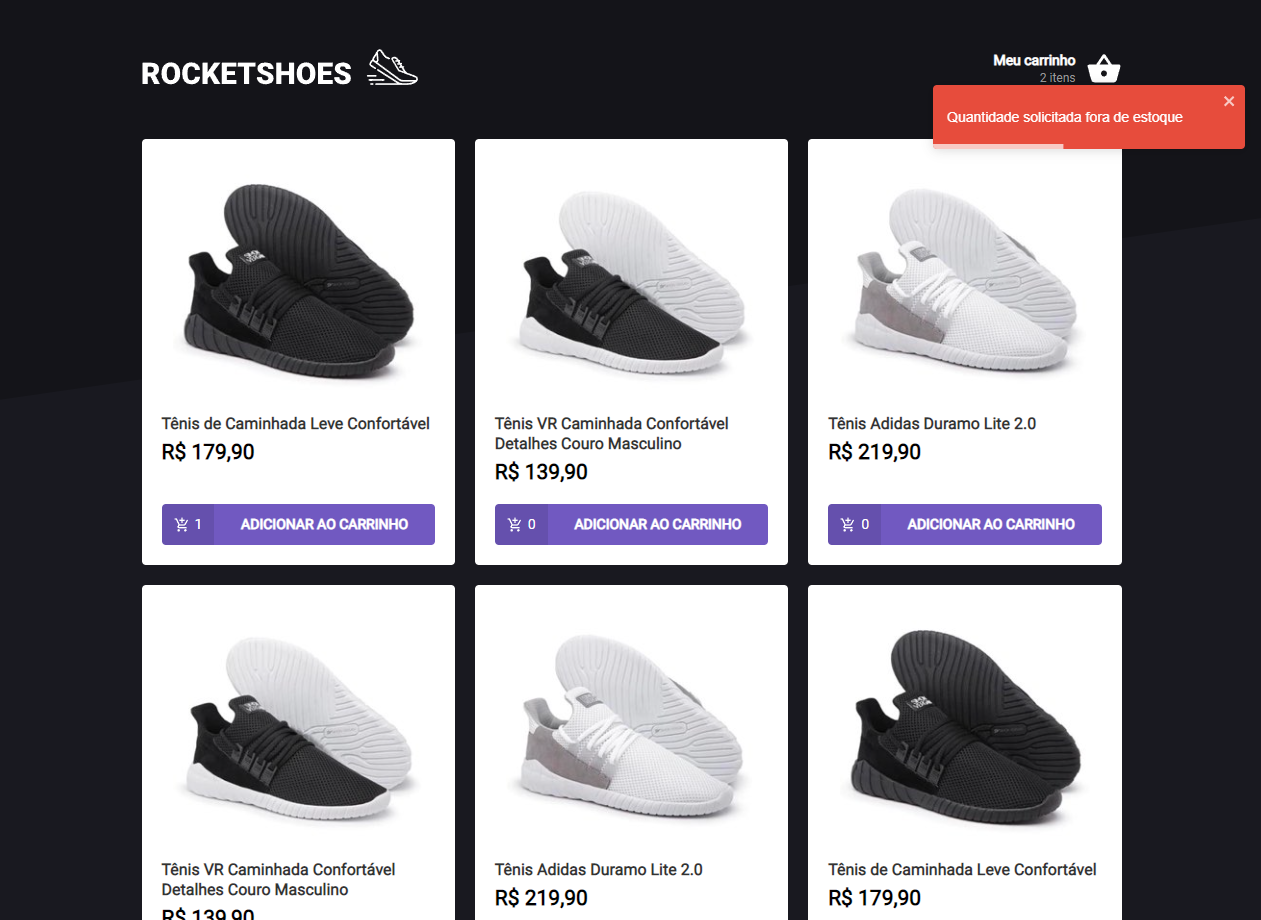 ROCKETSHOES
Meu carrinho
2 itens
Quantidade solicitada fora de estoque
Tênis de Caminhada Leve Confortável
R$ 179,90
1 ADICIONAR AO CARRINHO
Tênis VR Caminhada Confortável
Detalhes Couro Masculino
R$ 139,90
0 ADICIONAR AO CARRINHO
Tênis Adidas Duramo Lite 2.0
R$ 219,90
0 ADICIONAR AO CARRINHO
Tênis VR Caminhada Confortável
Detalhes Couro Masculino
R$ 139,90
Tênis Adidas Duramo Lite 2.0
R$ 219,90
Tênis de Caminhada Leve Confortável
R$ 179,90